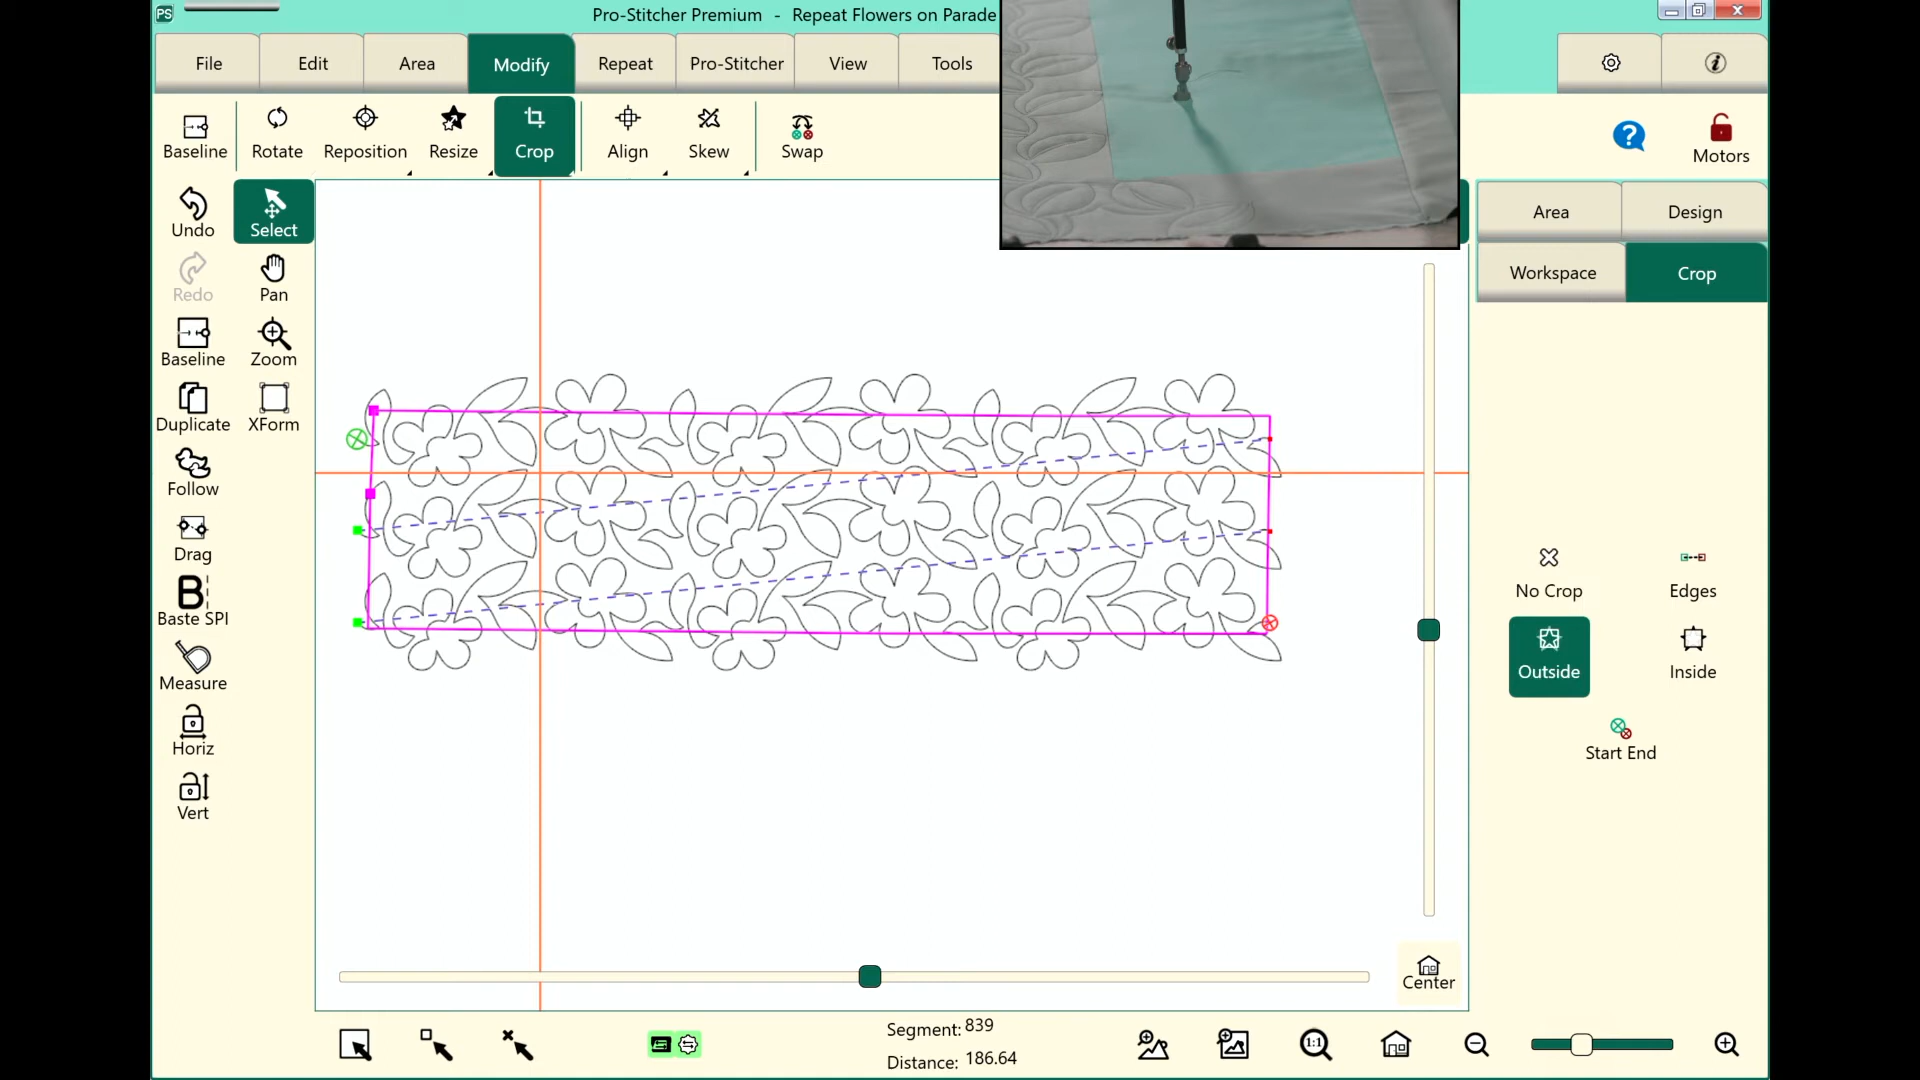 PS
Pro-Stitcher Premium - Repeat Flowers on Parade
File Edit Area Modify Repeat Pro-Stitcher View Tools
Baseline Rotate Reposition Resize Crop Align Skew Swap Motors
Undo Select
Redo Pan
Baseline Zoom
Duplicate XForm
Follow
Drag
B
Baste SPI
Measure
Horiz
Vert
Area Design
Workspace Crop
No Crop Edges
Outside Inside
Start End
Center
Segment: 839
Distance: 186.64
1:1